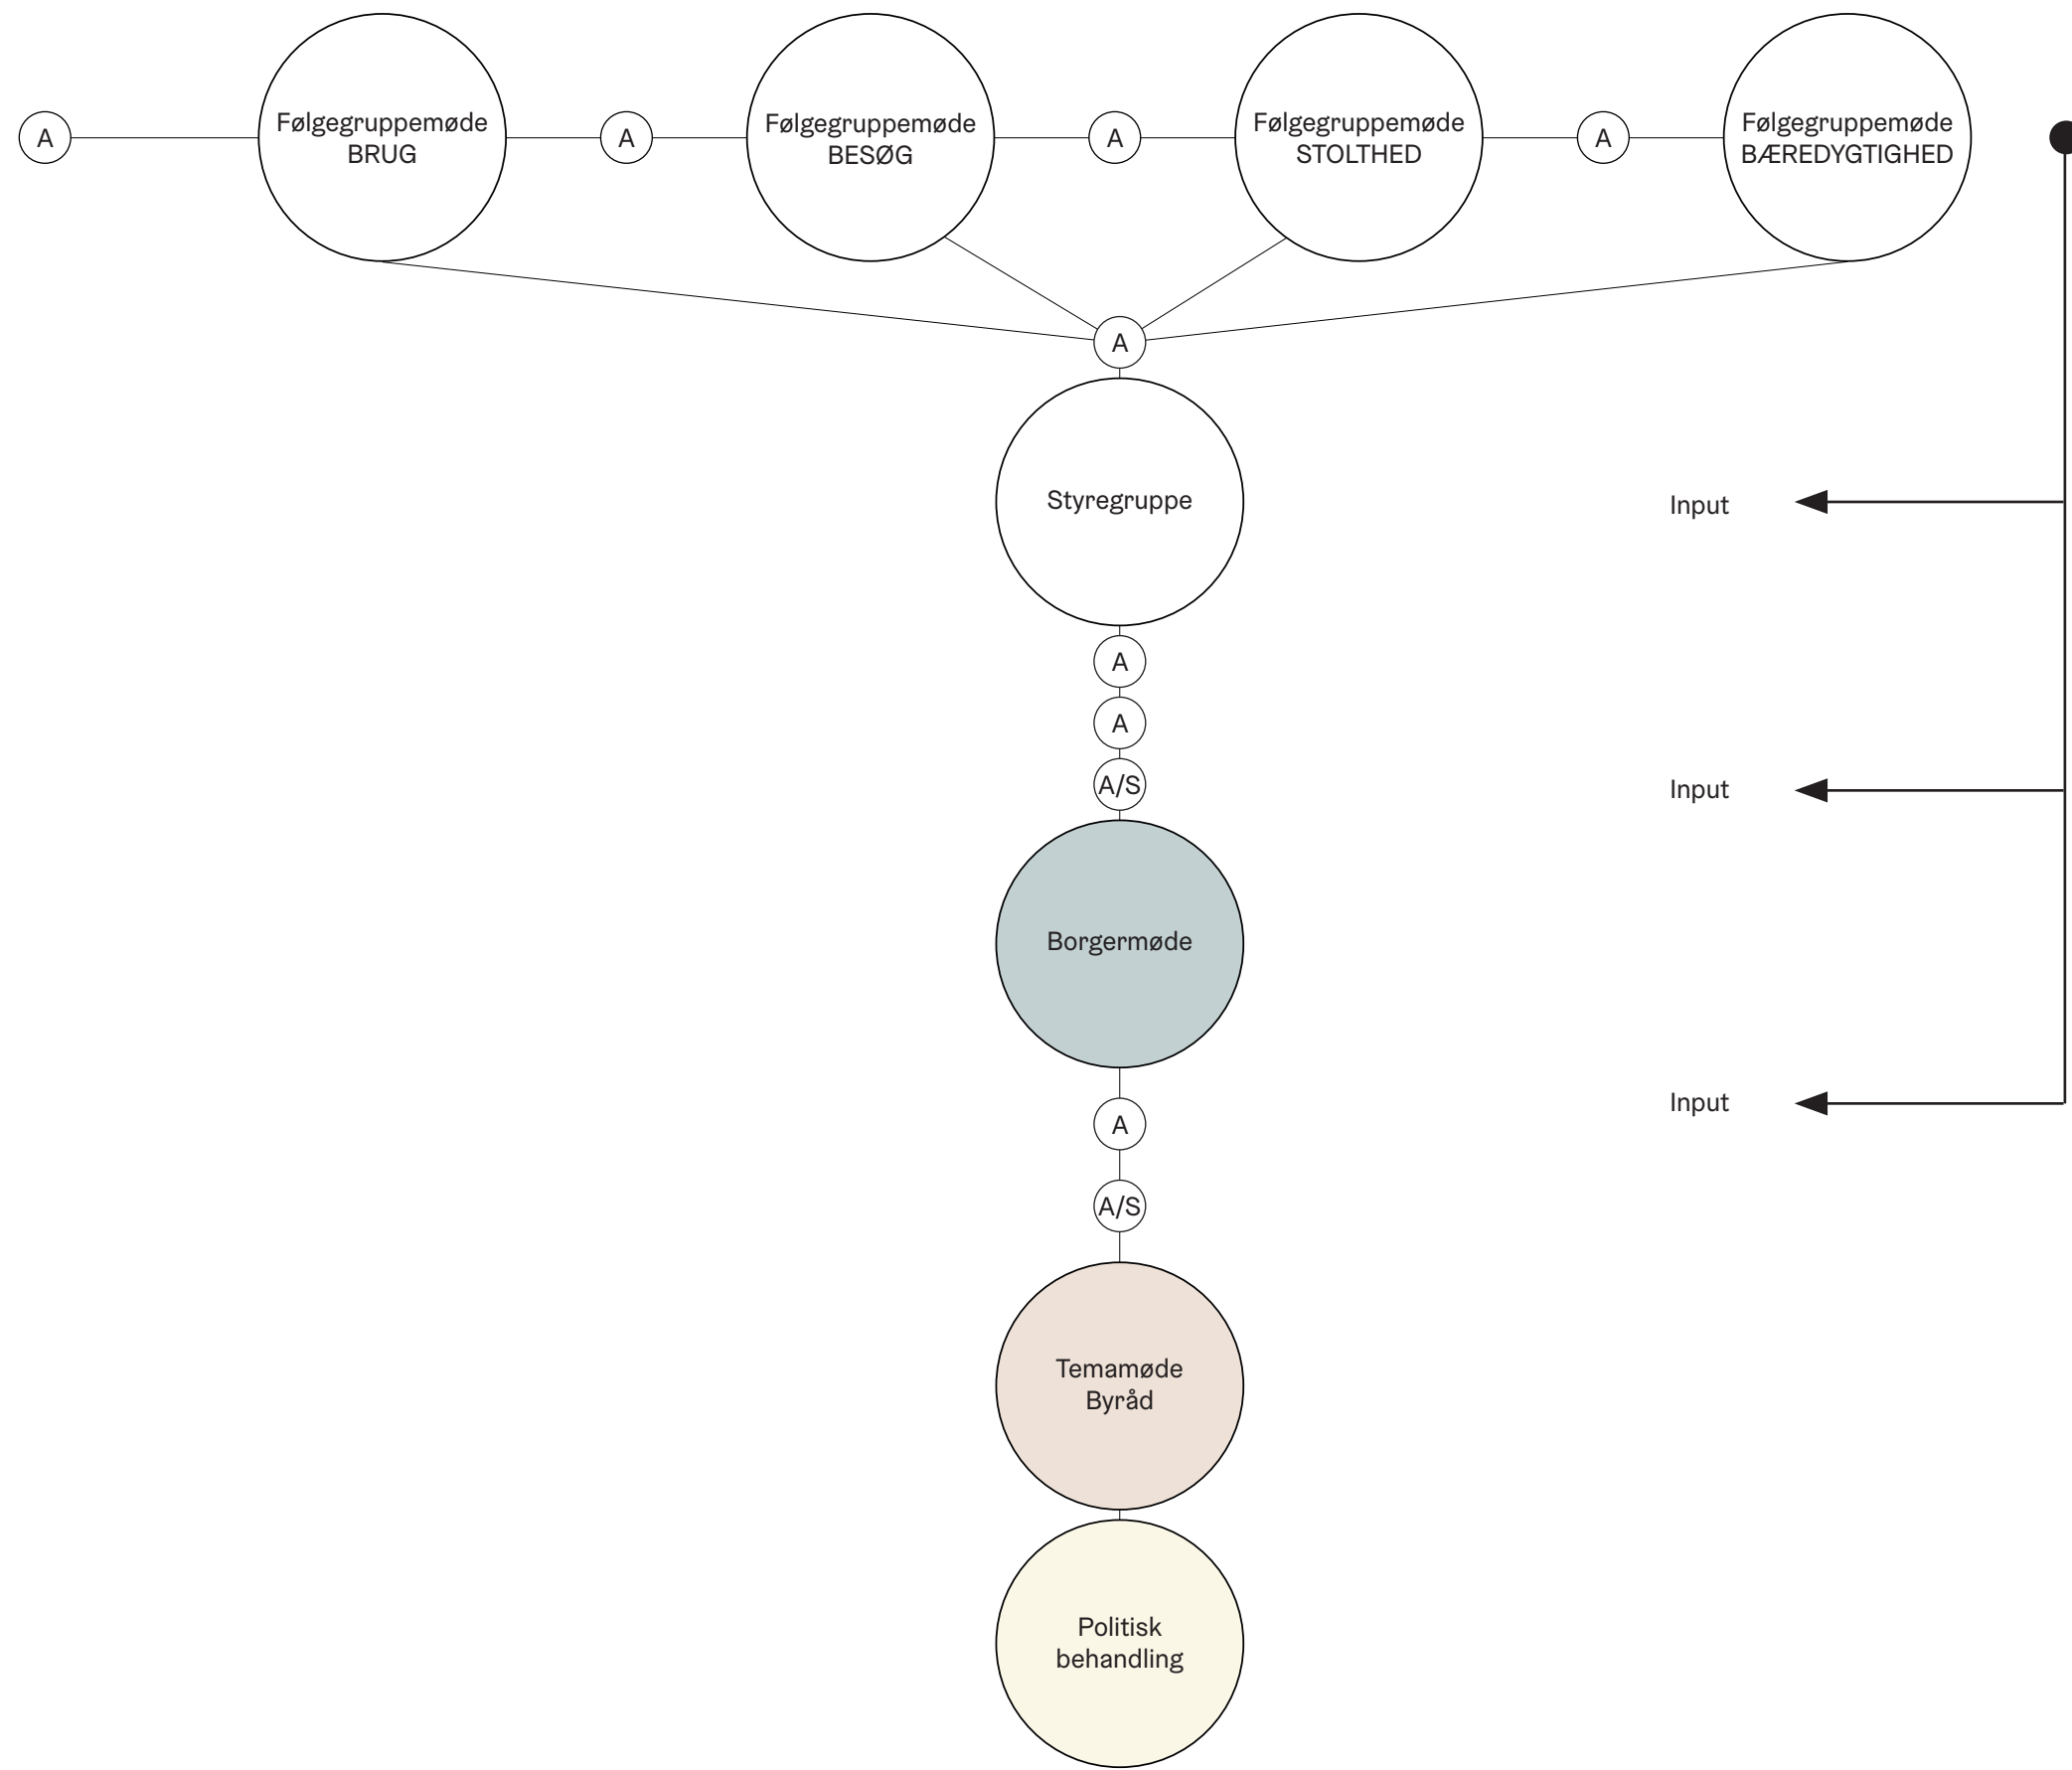 A
Følgegruppemøde
BRUG
A
Følgegruppemøde
BESØG
A
Følgegruppemøde
STOLTHED
A
Følgegruppemøde
BÆREDYGTIGHED
A
Styregruppe
Input
A
A
A/S
Input
Borgermøde
A
Input
A/S
Temamøde
Byråd
Politisk
behandling